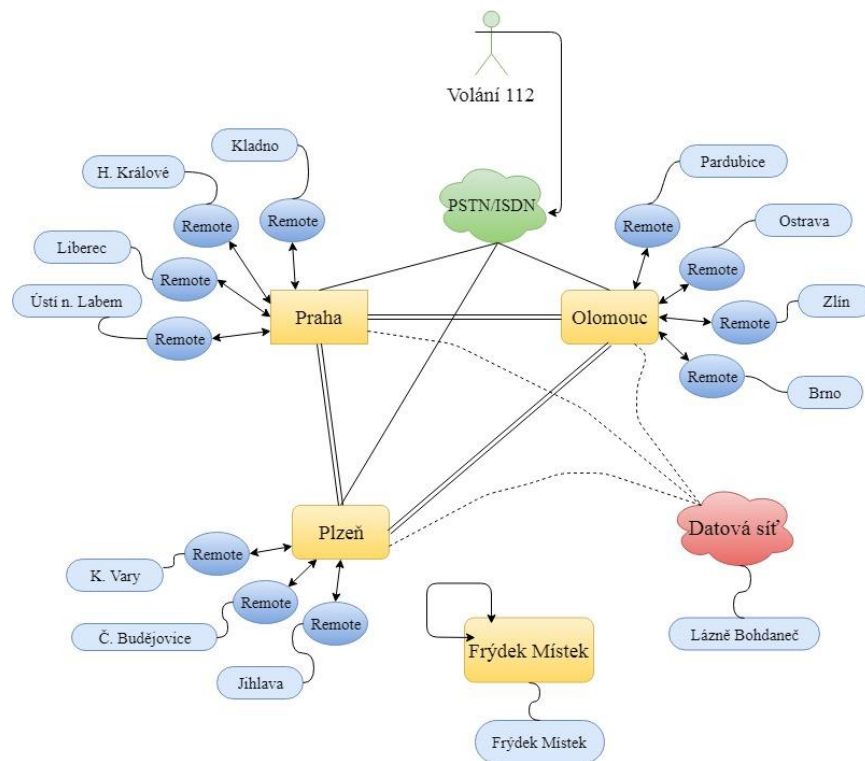 Volání 112
Kladno
H. Králové
Pardubice
PSTN/ISDN
Remote
Remote
Remote
Ostrava
Liberec
Remote
Remote
Ústí n. Labem
Zlín
Praha
Olomouc
Remote
Remote
Remote
Brno
Plzeň
Datová síť
Remote
K. Vary
Remote
Remote
Č. Budějovice
Lázně Bohdaneč
Frýdek Místek
Jihlava
Frýdek Místek